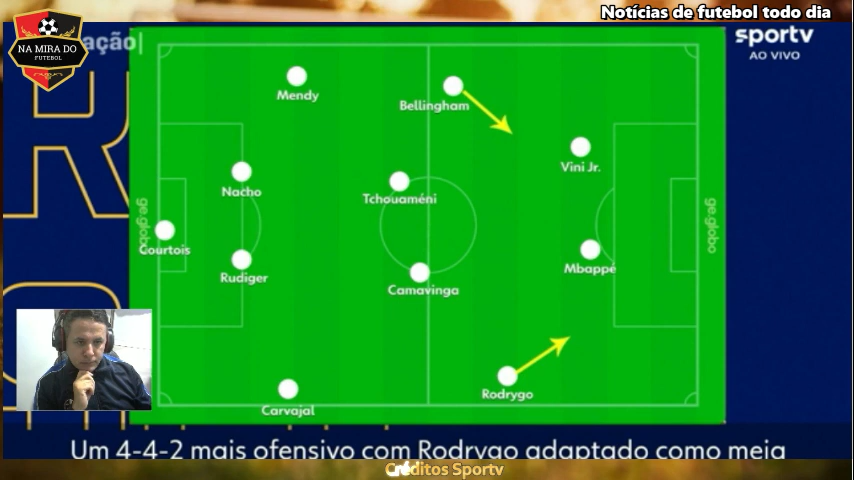 Notícias de futebol todo dia
NA MIRA DO
FUTEBOL
ação
sportv
AO VIVO
Mendy
Bellingham
Vini Jr.
Nacho
Tchouaméni
ge.globo
ge.globo
Courtois
Rudiger
Camavinga
Mbappé
Rodrygo
Carvajal
Um 4-4-2 mais ofensivo com Rodrygo adaptado como meia
Créditos Sportv